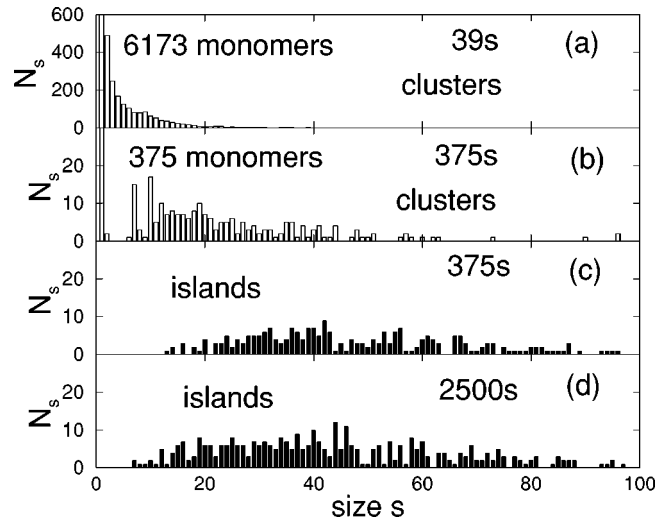 600
400
200
0
N_s
6173 monomers
39s
(a)
clusters
20
10
0
N_s
375 monomers
375s
(b)
clusters
20
10
0
N_s
375s
(c)
islands
20
10
0
N_s
islands
2500s
(d)
0 20 40 60 80 100
size s